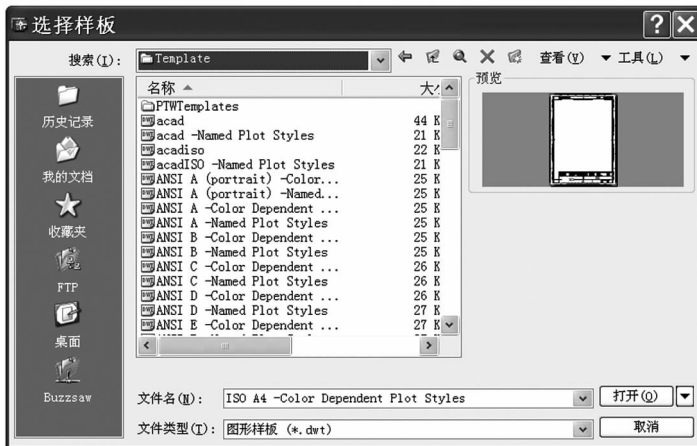 选择样板
搜索(I): Template 查看(V) 工具(L)
历史记录
我的文档
收藏夹
FTP
桌面
Buzzsaw
名称 大小
PTWTemplates
acad 44 K
acad -Named Plot Styles 21 K
acadiso 22 K
acadISO -Named Plot Styles 21 K
ANSI A (portrait) -Color... 25 K
ANSI A (portrait) -Named... 25 K
ANSI A -Color Dependent ... 25 K
ANSI A -Named Plot Styles 25 K
ANSI B -Color Dependent ... 25 K
ANSI B -Named Plot Styles 25 K
ANSI C -Color Dependent ... 26 K
ANSI C -Named Plot Styles 26 K
ANSI D -Color Dependent ... 26 K
ANSI D -Named Plot Styles 27 K
ANSI E -Color Dependent ... 27 K
预览
文件名(N): ISO A4 -Color Dependent Plot Styles 打开(O)
文件类型(T): 图形样板 (*.dwt) 取消